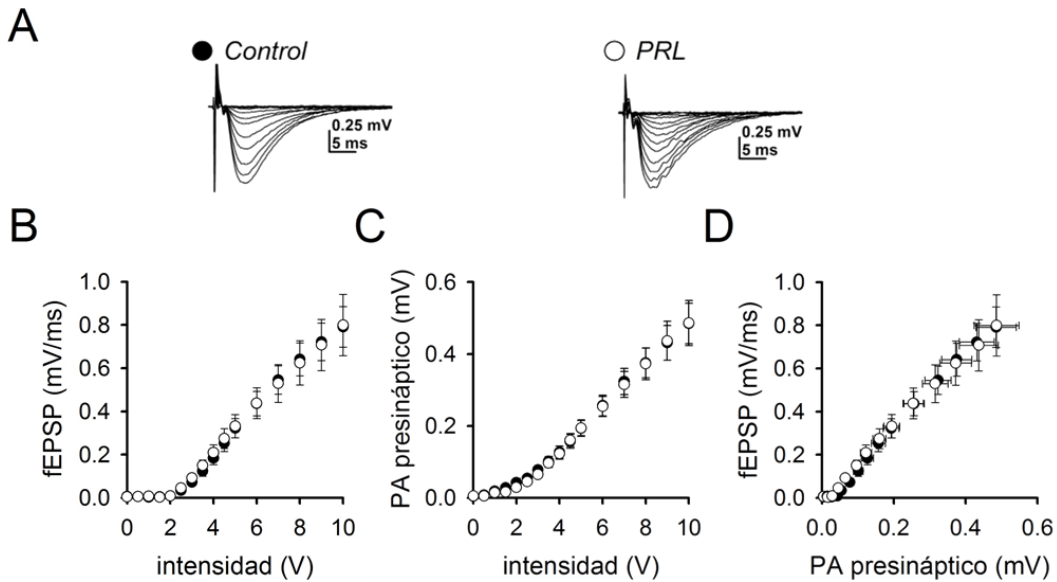 A
Control
PRL
0.25 mV
5 ms
0.25 mV
5 ms
B
fEPSP (mV/ms)
1.0
0.8
0.6
0.4
0.2
0.0
0 2 4 6 8 10
intensidad (V)
C
PA presináptico (mV)
0.6
0.4
0.2
0.0
0 2 4 6 8 10
intensidad (V)
D
fEPSP (mV/ms)
1.0
0.8
0.6
0.4
0.2
0.0
0.0 0.2 0.4 0.6
PA presináptico (mV)